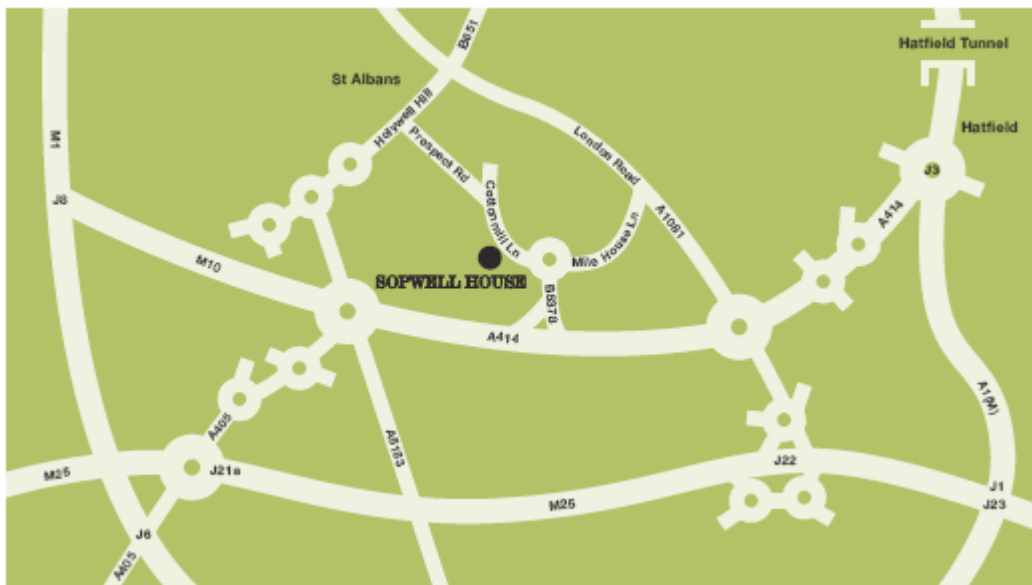 B651
Hatfield Tunnel
St Albans
Holywell Hill
M1
Hatfield
London Road
Prospect Rd
J3
J8
Cottonmill Ln
A414
A1081
Mile House Ln
M10
SOPWELL HOUSE
B5378
A414
A1(M)
A405
A5183
J22
M25
J21a
J1
M25
J23
J6
A405